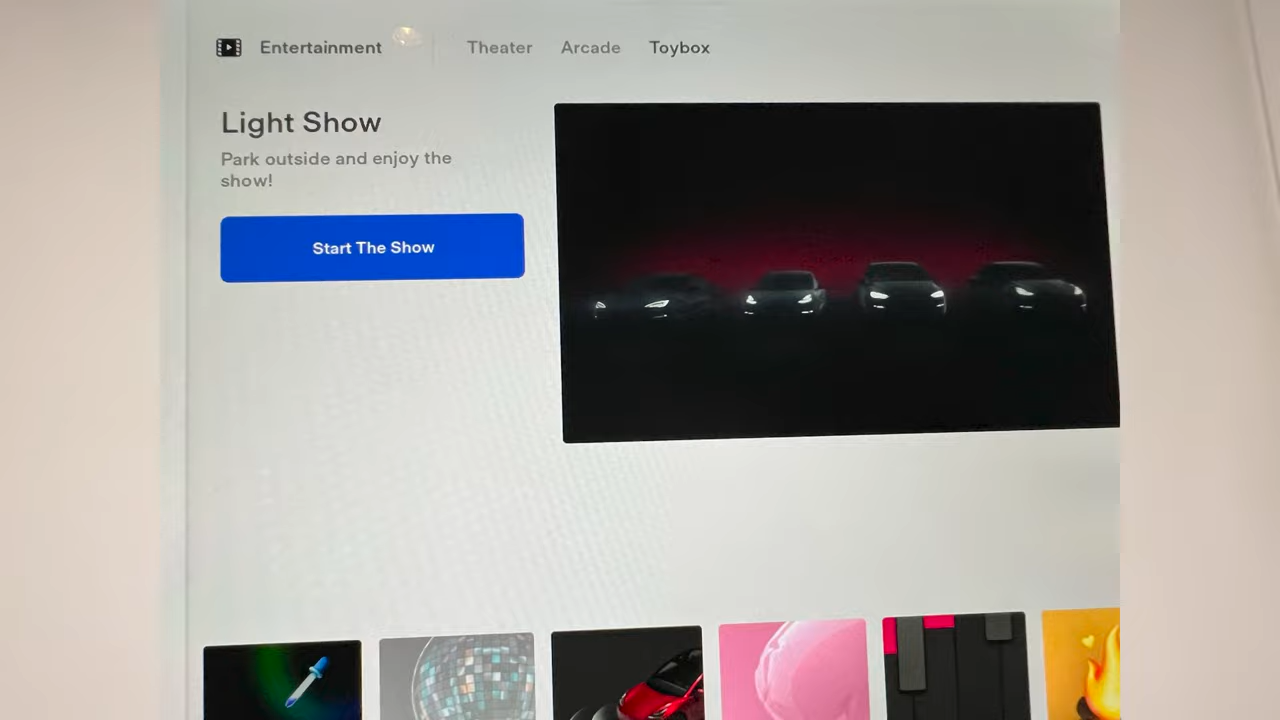 Entertainment
Theater
Arcade
Toybox
Light Show
Park outside and enjoy the
show!
Start The Show